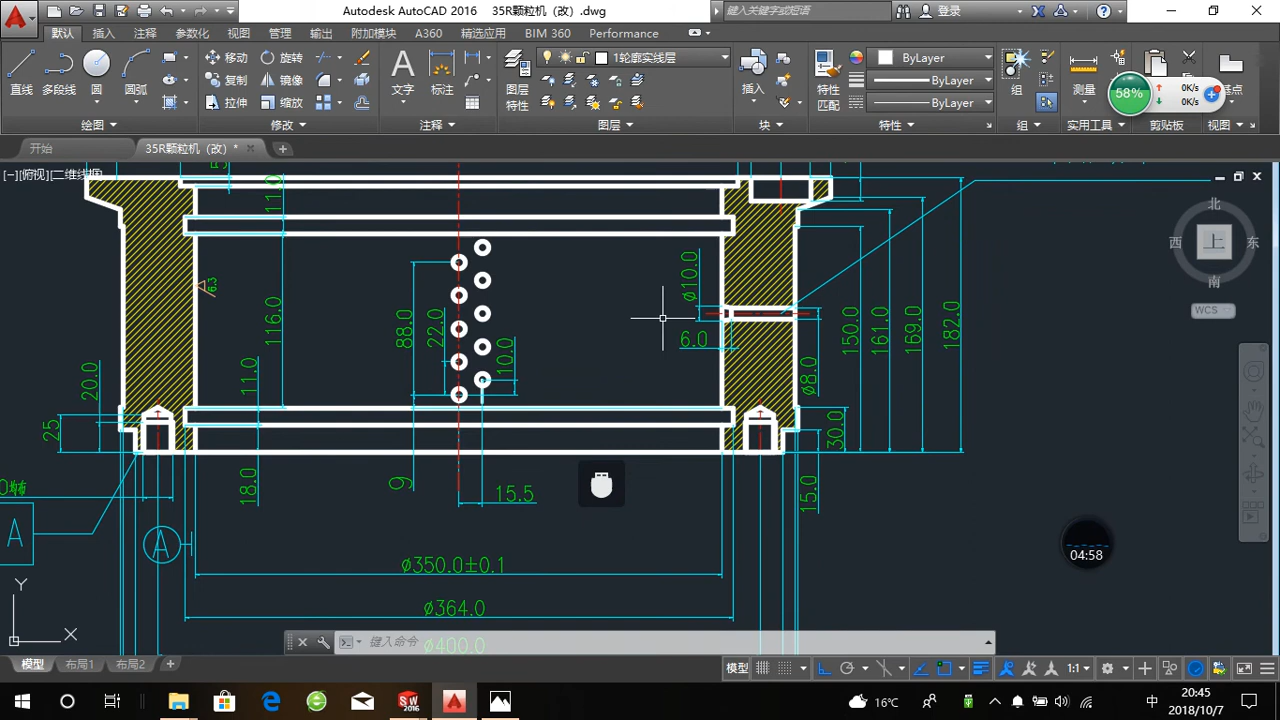 Autodesk AutoCAD 2016 35R颗粒机（改）.dwg
键入关键字或短语
登录
默认 插入 注释 参数化 视图 管理 输出 附加模块 A360 精选应用 BIM 360 Performance
直线 多段线 圆 圆弧
移动 旋转
复制 镜像
拉伸 缩放
文字 标注
图层特性
1轮廓实线层
插入
特性匹配
ByLayer
ByLayer
ByLayer
组
测量
58%
0K/s
0K/s
绘图 修改 注释 图层 块 特性 组 实用工具 剪贴板 视图
开始 35R颗粒机（改）*
[−][俯视][二维线框]
北
西 上 东
南
WCS
11.0
6.3
116.0
88.0
22.0
10.0
ø10.0
6.0
ø8.0
150.0
161.0
169.0
182.0
20.0
25
11.0
18.0
9
15.5
30.0
15.0
A
A
ø350.0±0.1
ø364.0
ø400.0
04:58
Y
X
键入命令
模型 布局1 布局2
模型
1:1
SW
2016
16°C
中
20:45
2018/10/7